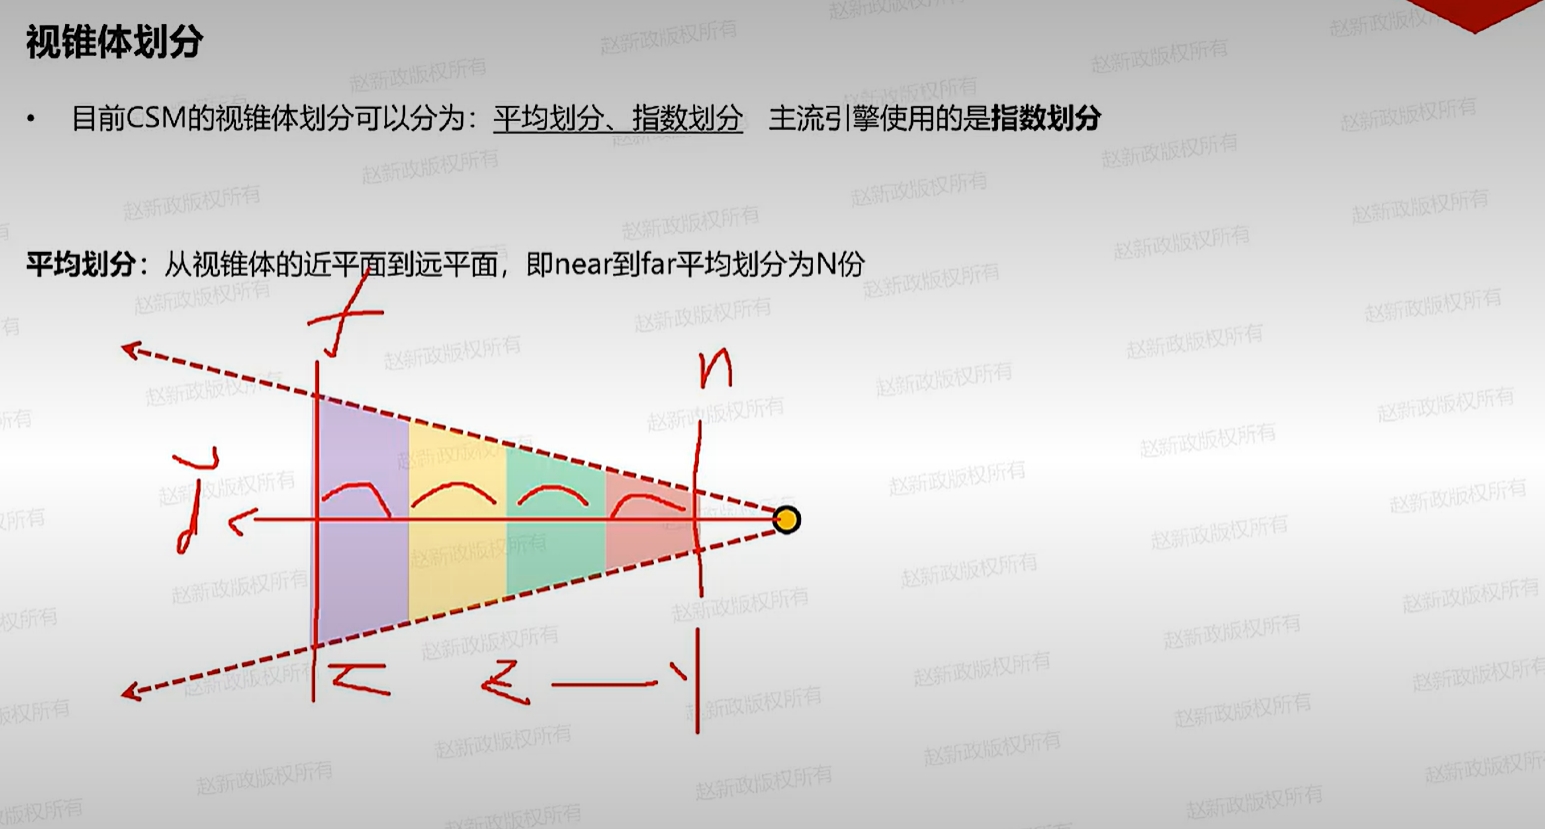 视锥体划分
• 目前CSM的视锥体划分可以分为：平均划分、指数划分 主流引擎使用的是指数划分
平均划分：从视锥体的近平面到远平面，即near到far平均划分为N份
f
n
赵新政版权所有